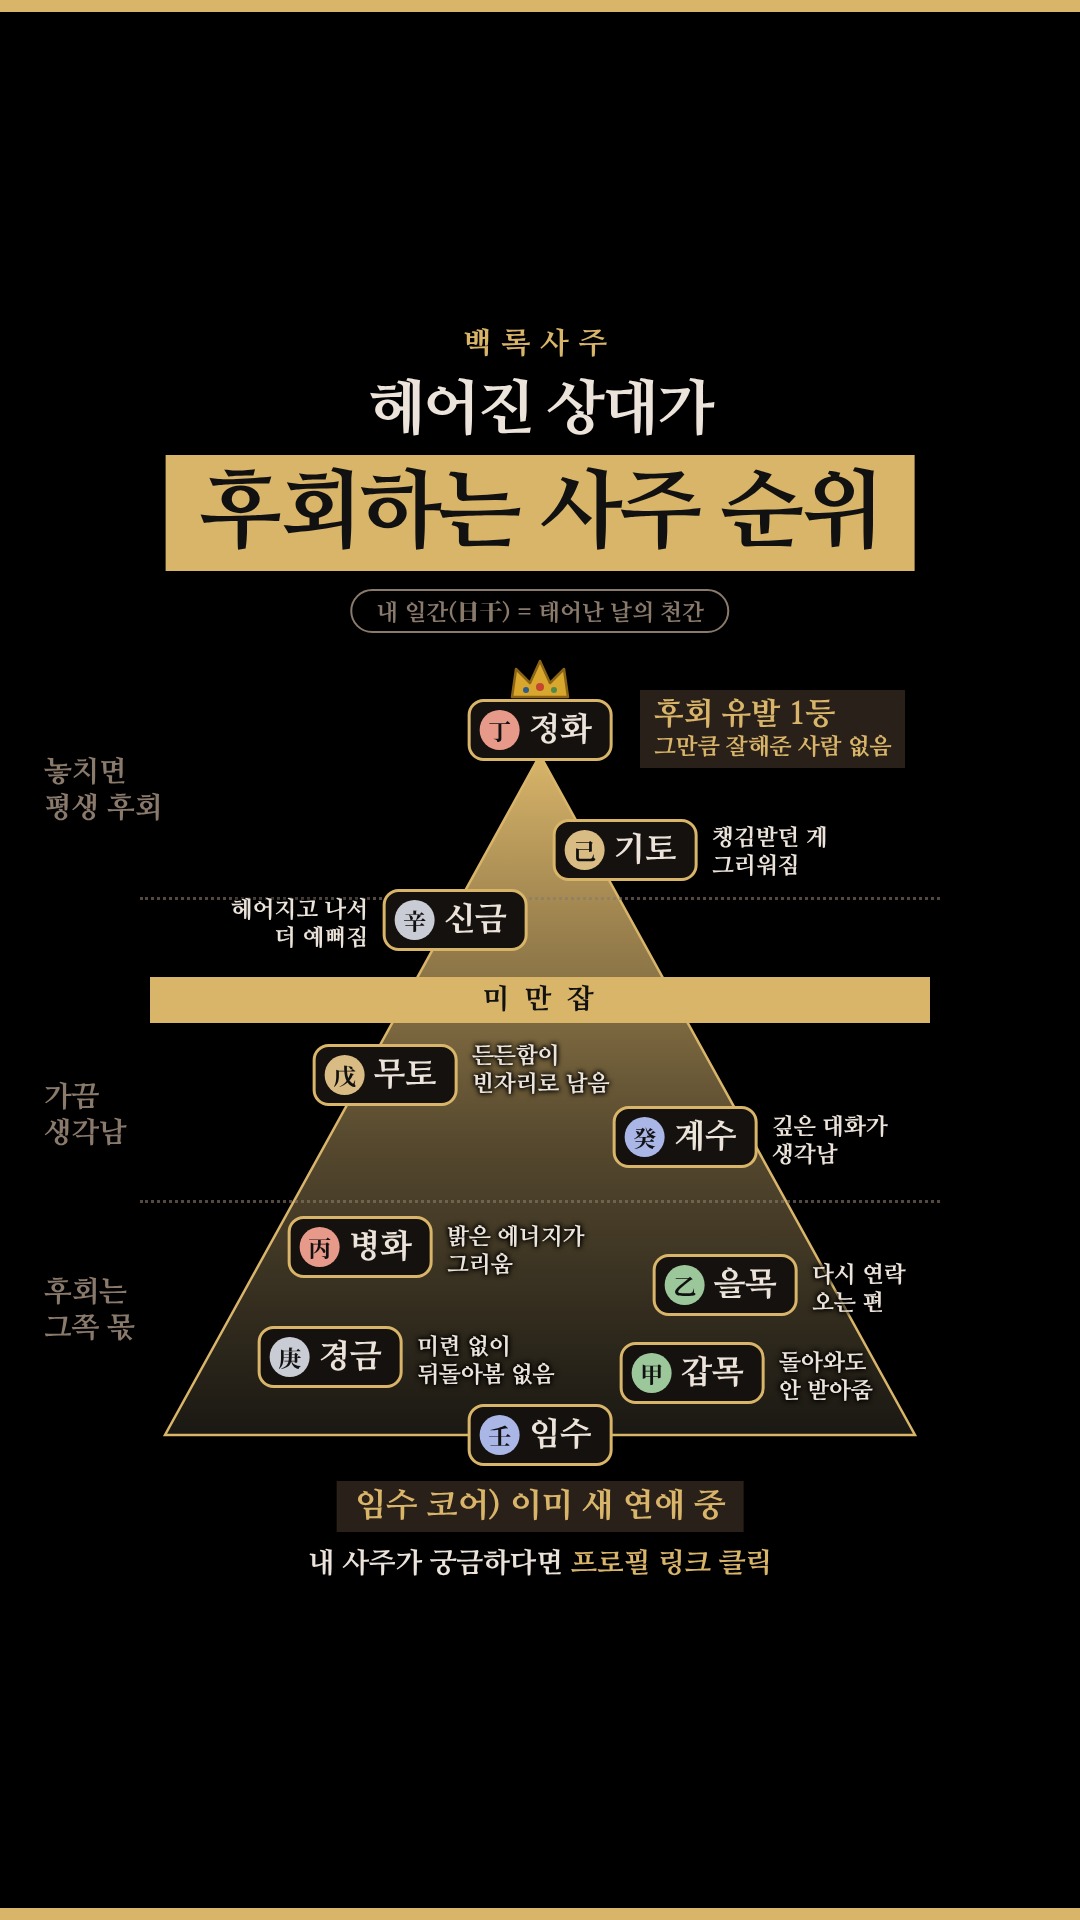 백록사주
헤어진 상대가
후회하는 사주 순위
내 일간(日干) = 태어난 날의 천간
丁 정화
후회 유발 1등
그만큼 잘해준 사람 없음
놓치면
평생 후회
己 기토
챙김받던 게
그리워짐
헤어지고 나서
더 예뻐짐
辛 신금
미만잡
戊 무토
든든함이
빈자리로 남음
가끔
생각남
癸 계수
깊은 대화가
생각남
丙 병화
밝은 에너지가
그리움
乙 을목
다시 연락
오는 편
후회는
그쪽 몫
庚 경금
미련 없이
뒤돌아봄 없음
甲 갑목
돌아와도
안 받아줌
壬 임수
임수 코어) 이미 새 연애 중
내 사주가 궁금하다면 프로필 링크 클릭